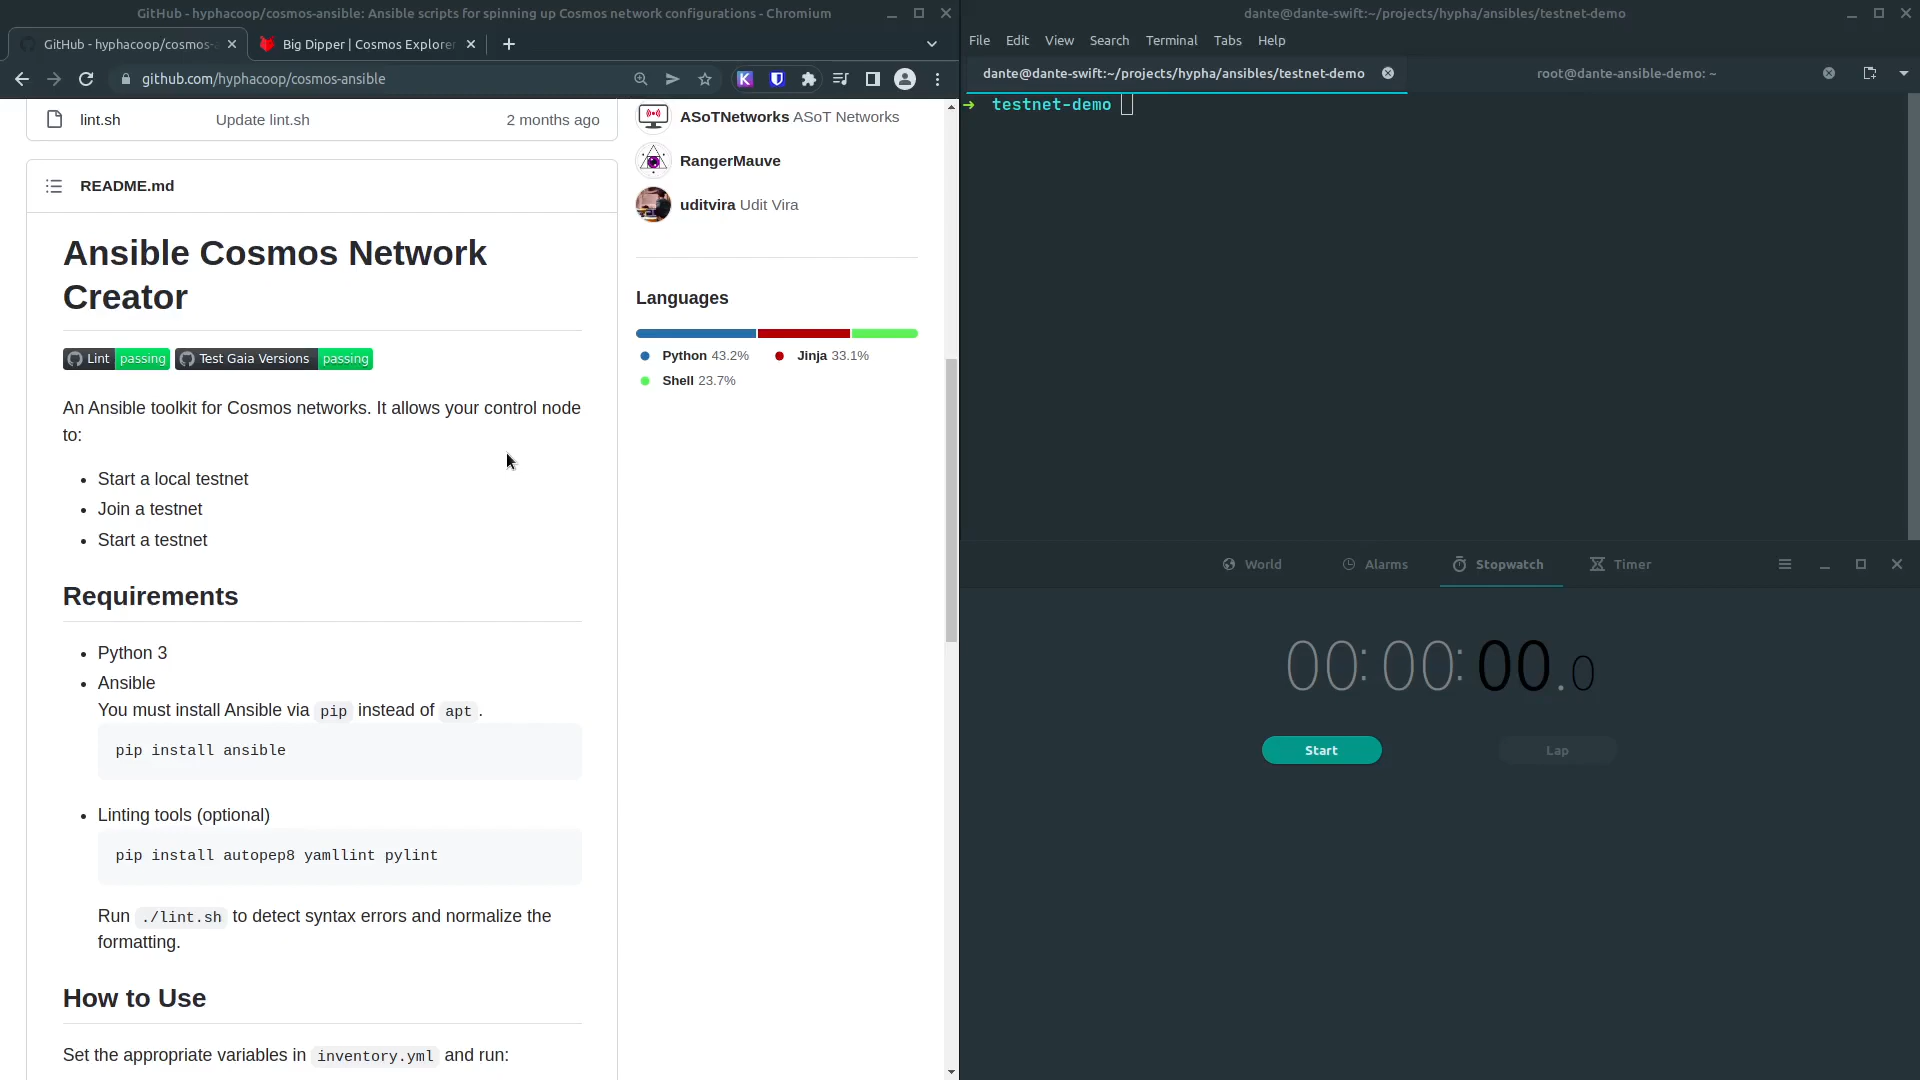 GitHub - hyphacoop/cosmos-ansible: Ansible scripts for spinning up Cosmos network configurations - Chromium
GitHub - hyphacoop/cosmos-a
Big Dipper | Cosmos Explorer
github.com/hyphacoop/cosmos-ansible
lint.sh Update lint.sh 2 months ago
README.md
Ansible Cosmos Network
Creator
Lint passing Test Gaia Versions passing
An Ansible toolkit for Cosmos networks. It allows your control node
to:
• Start a local testnet
• Join a testnet
• Start a testnet
Requirements
• Python 3
• Ansible
You must install Ansible via pip instead of apt.
pip install ansible
• Linting tools (optional)
pip install autopep8 yamllint pylint
Run ./lint.sh to detect syntax errors and normalize the
formatting.
How to Use
Set the appropriate variables in inventory.yml and run:
ASoTNetworks ASoT Networks
RangerMauve
uditvira Udit Vira
Languages
Python 43.2% Jinja 33.1%
Shell 23.7%
dante@dante-swift:~/projects/hypha/ansibles/testnet-demo
File Edit View Search Terminal Tabs Help
dante@dante-swift:~/projects/hypha/ansibles/testnet-demo
root@dante-ansible-demo: ~
➜ testnet-demo
World Alarms Stopwatch Timer
00:00:00.0
Start Lap